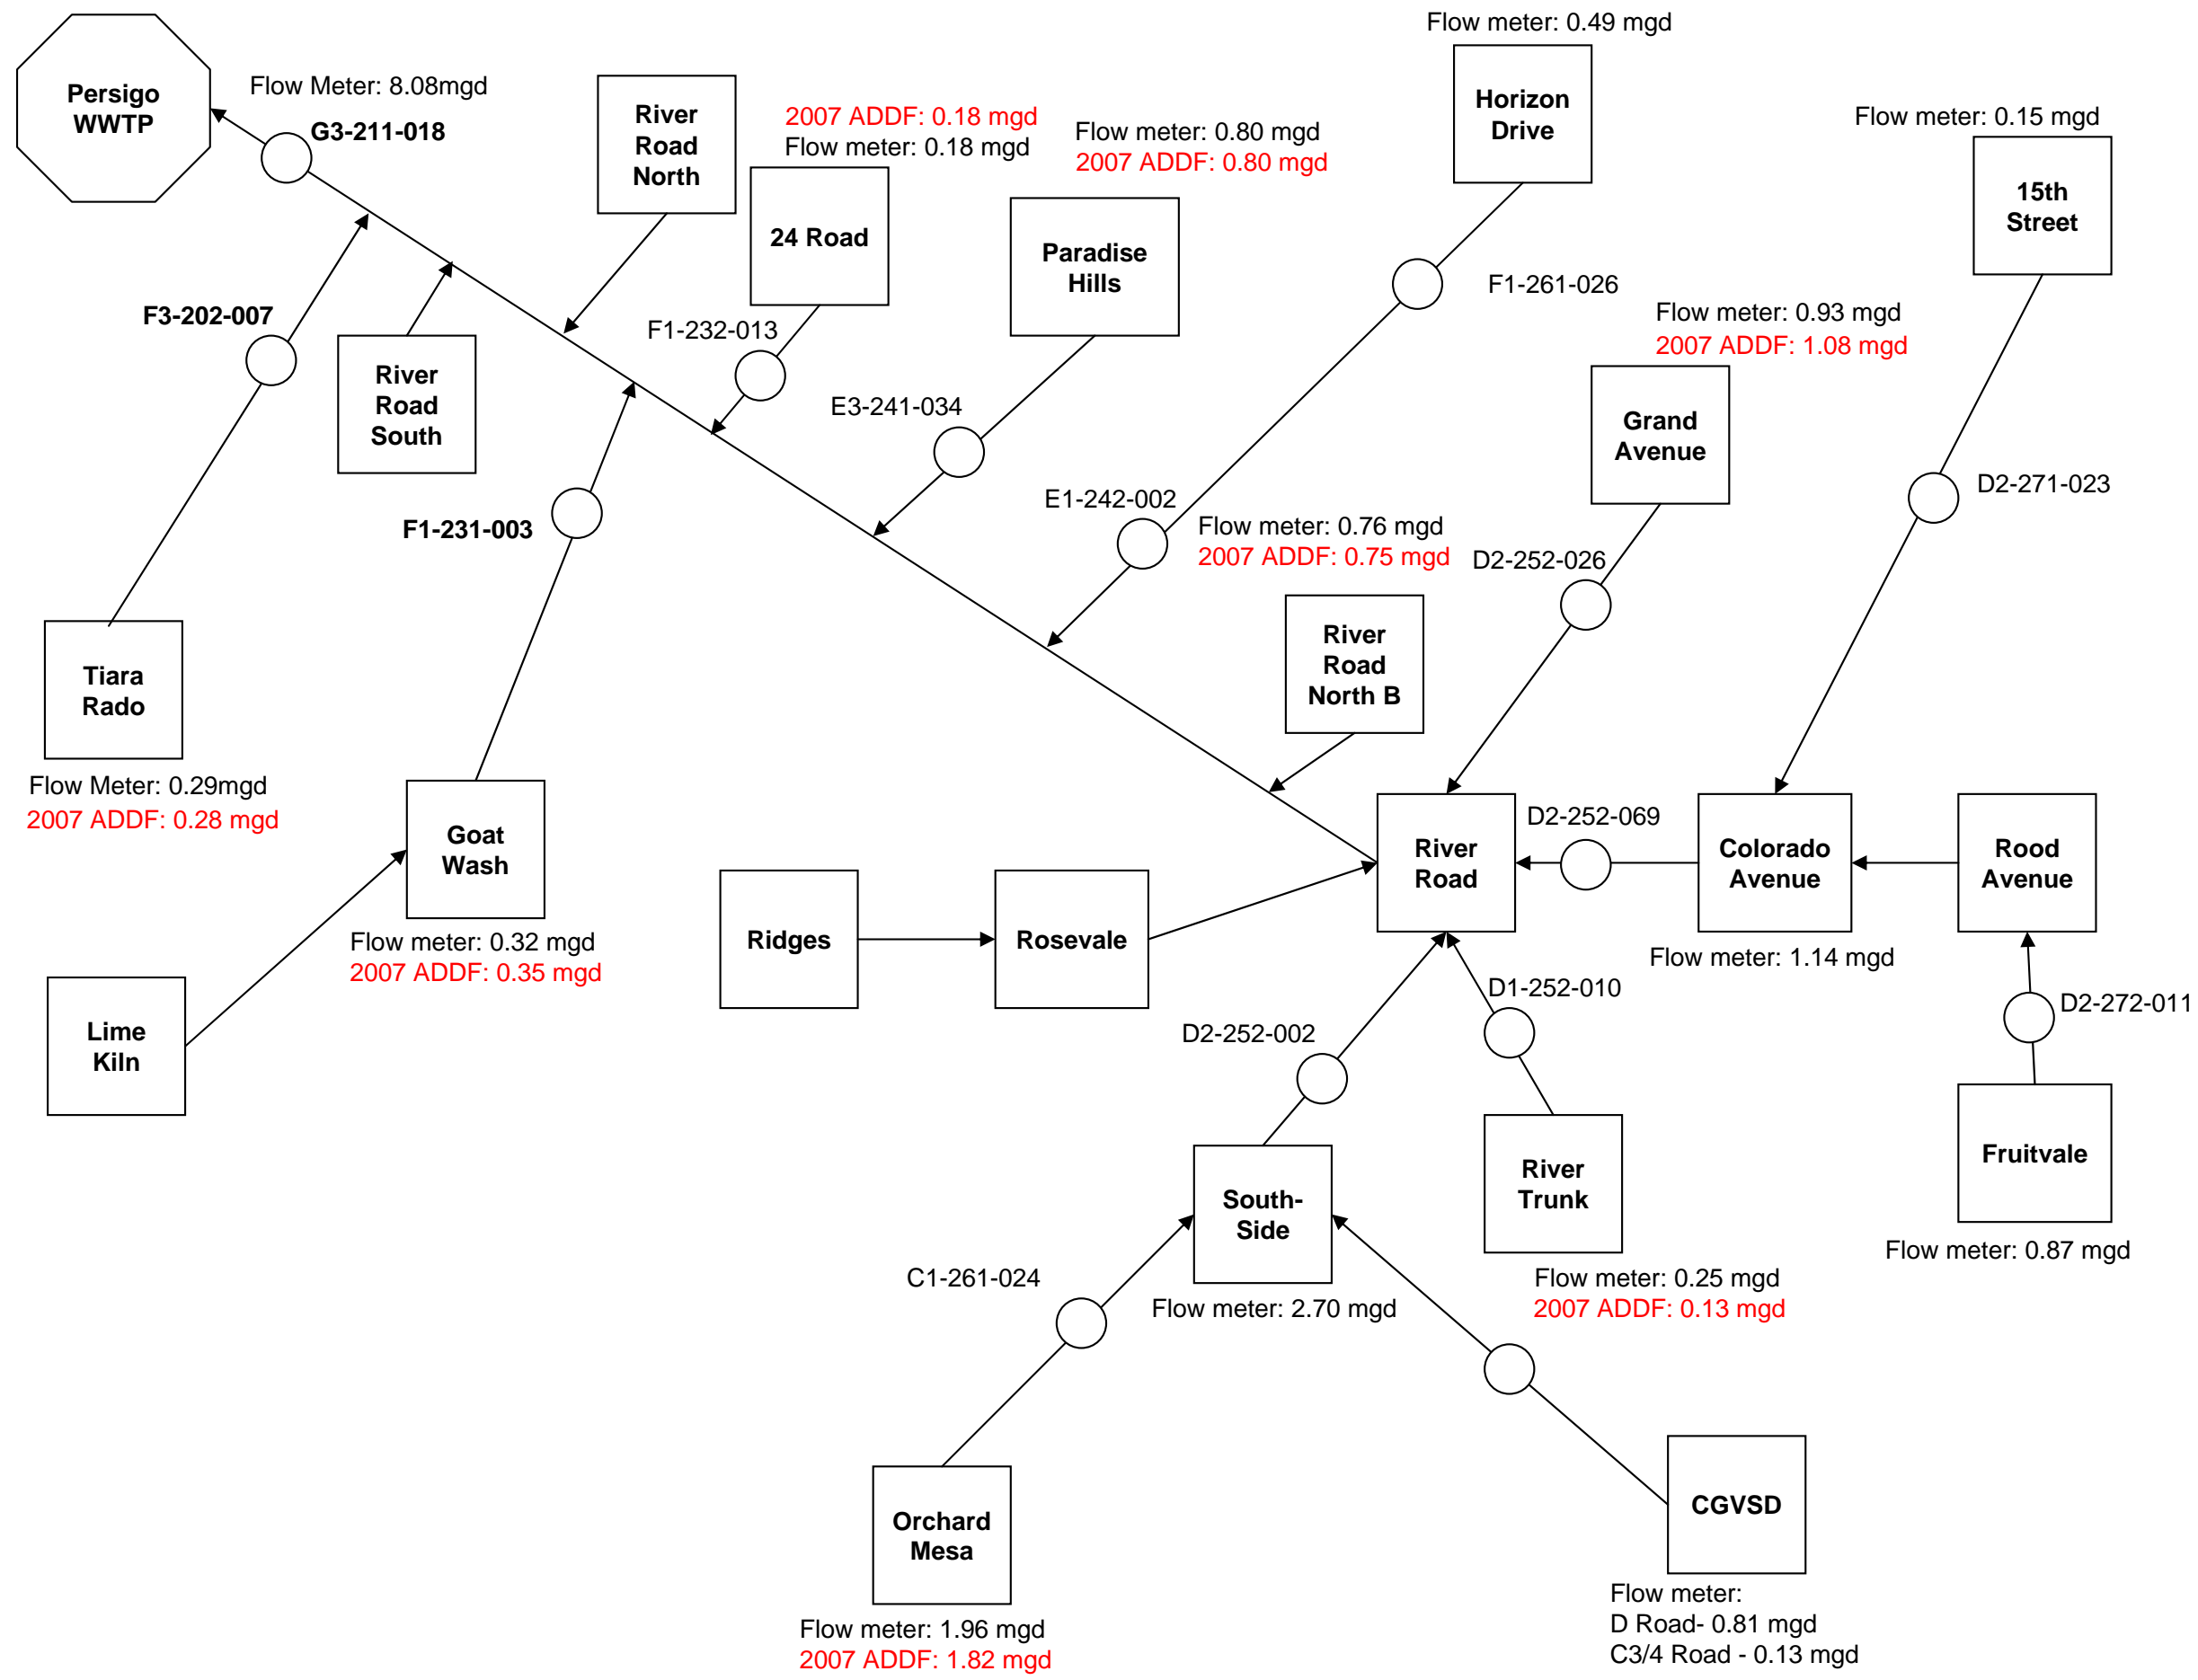 Flow meter: 0.49 mgd
Persigo
WWTP
Flow Meter: 8.08mgd
G3-211-018
River
Road
North
2007 ADDF: 0.18 mgd
Flow meter: 0.18 mgd
24 Road
Flow meter: 0.80 mgd
2007 ADDF: 0.80 mgd
Paradise
Hills
Horizon
Drive
Flow meter: 0.15 mgd
15th
Street
F3-202-007
River
Road
South
F1-232-013
E3-241-034
F1-261-026
Flow meter: 0.93 mgd
2007 ADDF: 1.08 mgd
Grand
Avenue
D2-271-023
F1-231-003
E1-242-002
Flow meter: 0.76 mgd
2007 ADDF: 0.75 mgd
D2-252-026
River
Road
North B
Tiara
Rado
Flow Meter: 0.29mgd
2007 ADDF: 0.28 mgd
Goat
Wash
Flow meter: 0.32 mgd
2007 ADDF: 0.35 mgd
Ridges
Rosevale
River
Road
D2-252-069
Colorado
Avenue
Flow meter: 1.14 mgd
Rood
Avenue
Lime
Kiln
D2-252-002
D1-252-010
D2-272-011
South-
Side
Flow meter: 2.70 mgd
River
Trunk
Flow meter: 0.25 mgd
2007 ADDF: 0.13 mgd
Fruitvale
Flow meter: 0.87 mgd
C1-261-024
Orchard
Mesa
Flow meter: 1.96 mgd
2007 ADDF: 1.82 mgd
CGVSD
Flow meter:
D Road- 0.81 mgd
C3/4 Road - 0.13 mgd